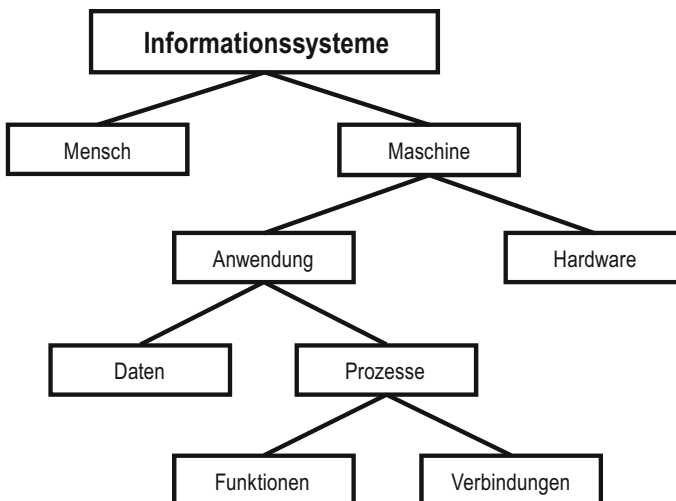 Informationssysteme
Mensch
Maschine
Anwendung
Hardware
Daten
Prozesse
Funktionen
Verbindungen